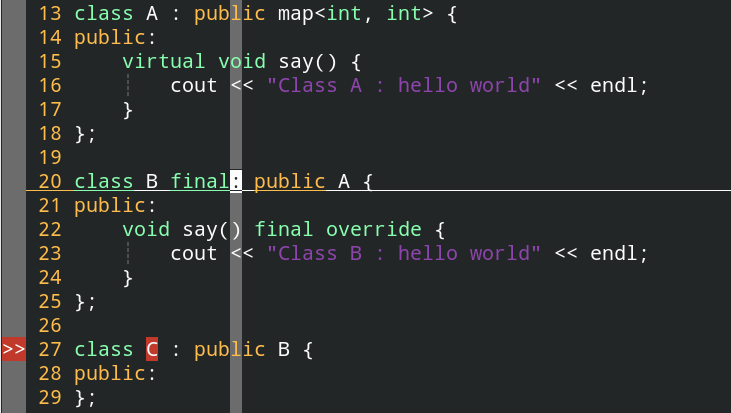 13 class A : public map<int, int> {
14 public:
15     virtual void say() {
16         cout << "Class A : hello world" << endl;
17     }
18 };
19
20 class B final: public A {
21 public:
22     void say() final override {
23         cout << "Class B : hello world" << endl;
24     }
25 };
26
>> 27 class C : public B {
28 public:
29 };